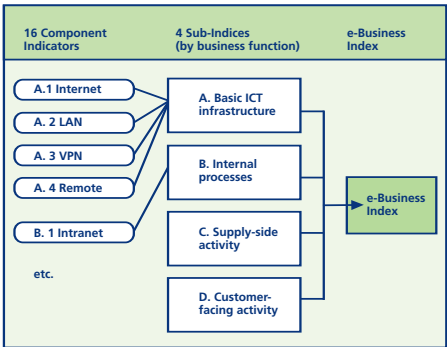 16 Component
Indicators
4 Sub-Indices
(by business function)
e-Business
Index
A.1 Internet
A. 2 LAN
A. 3 VPN
A. 4 Remote
B. 1 Intranet
etc.
A. Basic ICT
infrastructure
B. Internal
processes
C. Supply-side
activity
D. Customer-
facing activity
e-Business
Index